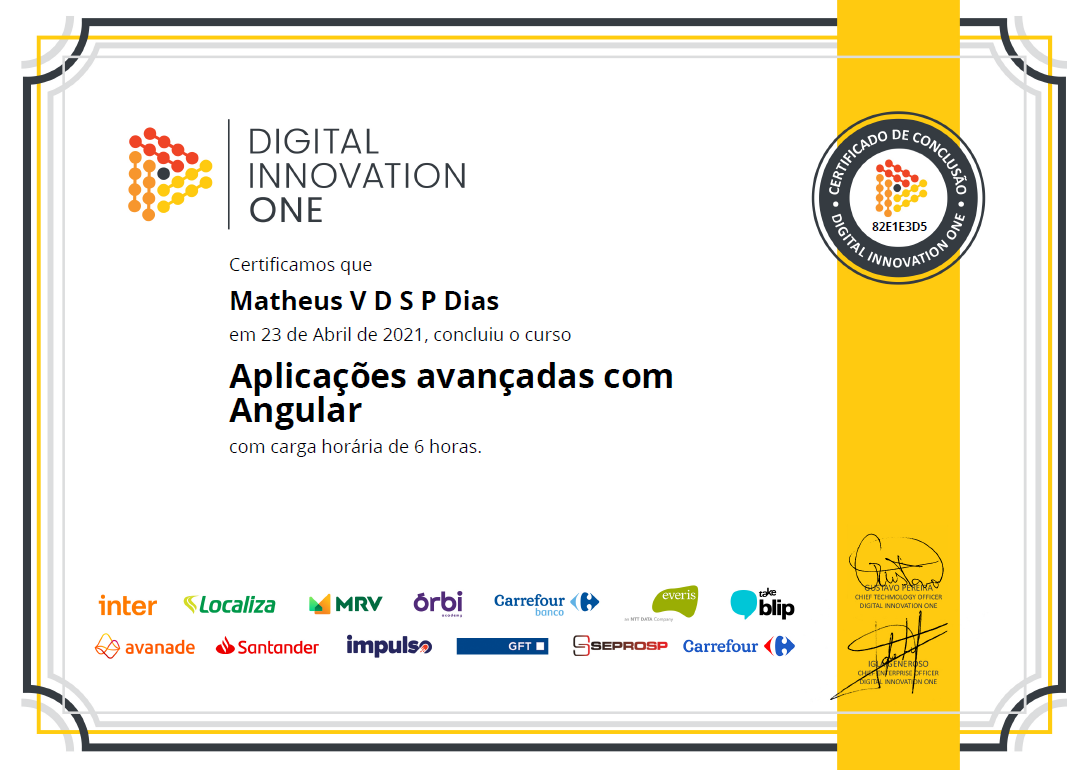 DIGITAL
INNOVATION
ONE
CERTIFICADO DE CONCLUSÃO
82E1E3D5
DIGITAL INNOVATION ONE
Certificamos que
Matheus V D S P Dias
em 23 de Abril de 2021, concluiu o curso
Aplicações avançadas com
Angular
com carga horária de 6 horas.
inter Localiza MRV órbi academy Carrefour banco everis an NTT DATA Company take blip
avanade Santander impulso GFT SEPROSP Carrefour
GUSTAVO PEREIRA
CHIEF TECHNOLOGY OFFICER
DIGITAL INNOVATION ONE
IGLÁ GENEROSO
CHIEF ENTERPRISE OFFICER
DIGITAL INNOVATION ONE